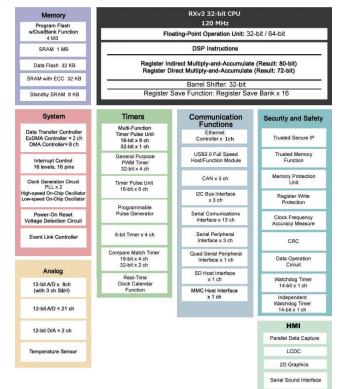 Memory
Program Flash
w/DualBank Function
4 MB
SRAM 1 MB
Data Flash 32 KB
SRAM with ECC 32 KB
Standby SRAM 8 KB
RXv3 32-bit CPU
120 MHz
Floating-Point Operation Unit: 32-bit / 64-bit
DSP Instructions
Register Indirect Multiply-and-Accumulate (Result: 80-bit)
Register Direct Multiply-and-Accumulate (Result: 72-bit)
Barrel Shifter: 32-bit
Register Save Function: Register Save Bank x 16
System
Data Transfer Controller
ExDMA Controller × 2 ch
DMA Controller× 8 ch
Interrupt Control
16 levels, 16 pins
Clock Generation Circuit
PLL x 2
High-speed On-Chip Oscillator
Low-speed On-Chip Oscillator
Power-On Reset
Voltage Detection Circuit
Event Link Controller
Timers
Multi-Function
Timer Pulse Unit
16-bit x 8 ch
32-bit x 1 ch
General Purpose
PWM Timer
32-bit x 4 ch
Timer Pulse Unit
16-bit x 6 ch
Programmable
Pulse Generator
8-bit Timer x 4 ch
Compare Match Timer
16-bit x 4 ch
32-bit x 2 ch
Real-Time
Clock Calendar
Function
Communication
Functions
Ethernet
Controller x 1ch
USB2.0 Full Speed
Host/Function Module
CAN x 3 ch
I2C Bus Interface
x 3 ch
Serial Comunications
Interface x 13 ch
Serial Peripheral
Interface x 3 ch
Quad Serial Peripheral
Interface x 1 ch
SD Host Interface
x 1 ch
MMC Host Interface
x 1 ch
Security and Safety
Trusted Secure IP
Trusted Memory
Function
Memory Protection
Unit
Register Write
Protection
Clock Frequency
Accuracy Measure
CRC
Data Operation
Circuit
Watchdog Timer
14-bit x 1 ch
Independent
Watchdog Timer
14-bit x 1 ch
Analog
12-bit A/D x 8ch
(with 3 ch S&H)
12-bit A/D × 21 ch
12-bit D/A × 2 ch
Temperature Sensor
HMI
Parallel Data Capture
LCDC
2D Graphics
Serial Sound Interface